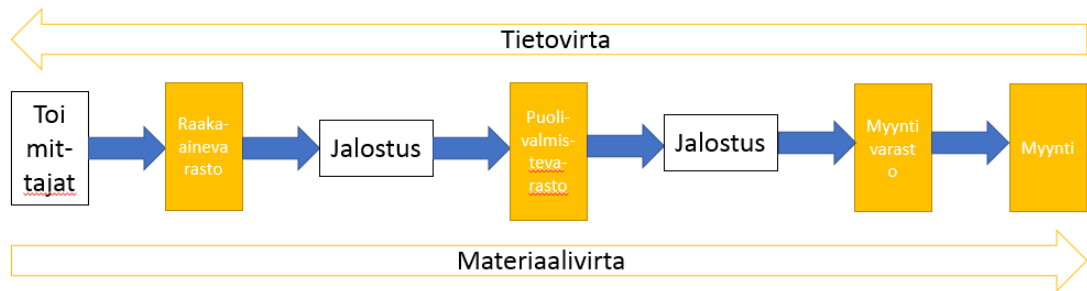 Tietovirta
Toi
mit-
tajat
Raaka-
aineva
rasto
Jalostus
Puoli-
valmis-
teva-
rasto
Jalostus
Myynti
varast
o
Myynti
Materiaalivirta